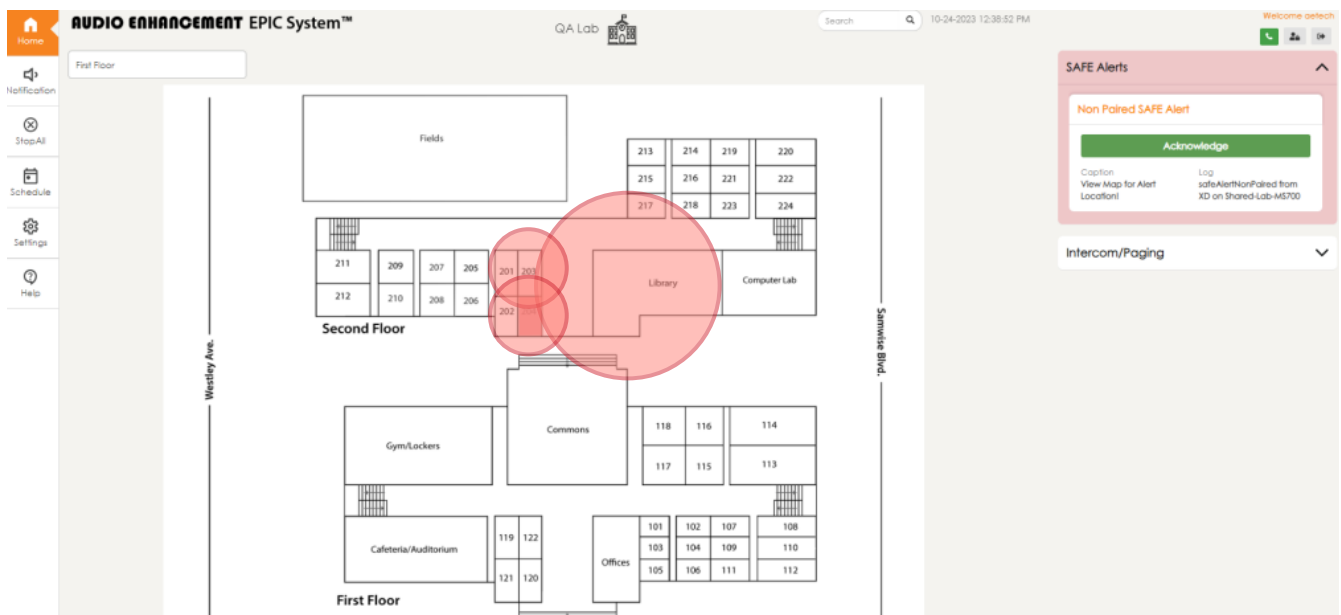 AUDIO ENHANCEMENT EPIC System™
QA Lab
Search
10-24-2023 12:38:52 PM
Welcome aetech
Home
Notification
StopAll
Schedule
Settings
Help
First Floor
Fields
213 214 219 220
215 216 221 222
217 218 223 224
211 209 207 205 201 203
212 210 208 206 202
Library
Computer Lab
Second Floor
Westley Ave.
Samwise Blvd.
Gym/Lockers
Commons
118 116 114
117 115 113
Cafeteria/Auditorium
119 122
121 120
Offices
101 102 107 108
103 104 109 110
105 106 111 112
First Floor
SAFE Alerts
Non Paired SAFE Alert
Acknowledge
Caption
View Map for Alert
Location!
Log
safeAlertNonPaired from
XD on Shared-Lab-MS700
Intercom/Paging